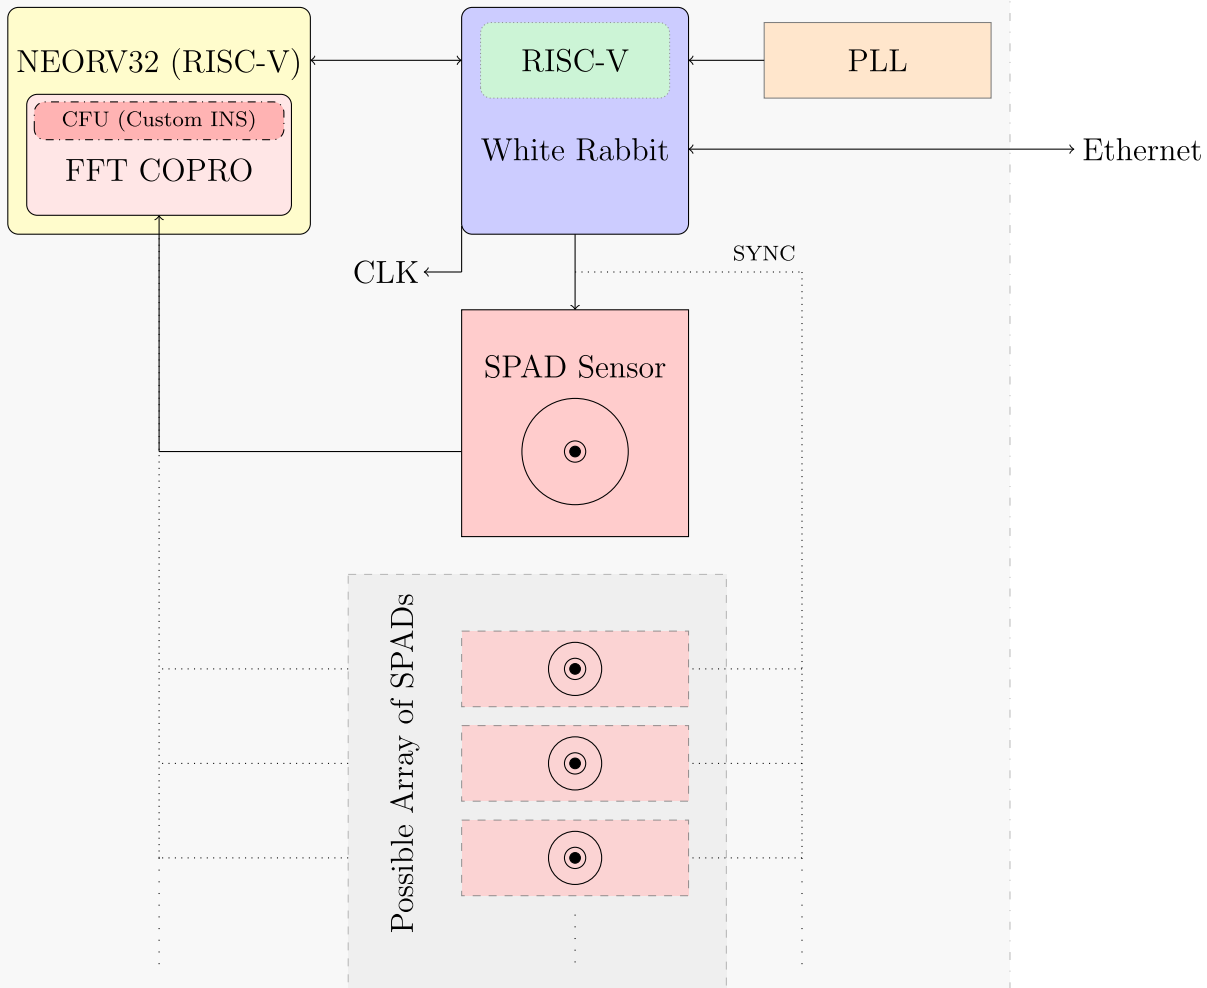 NEORV32 (RISC-V)
CFU (Custom INS)
FFT COPRO
RISC-V
White Rabbit
PLL
Ethernet
CLK
SYNC
SPAD Sensor
Possible Array of SPADs